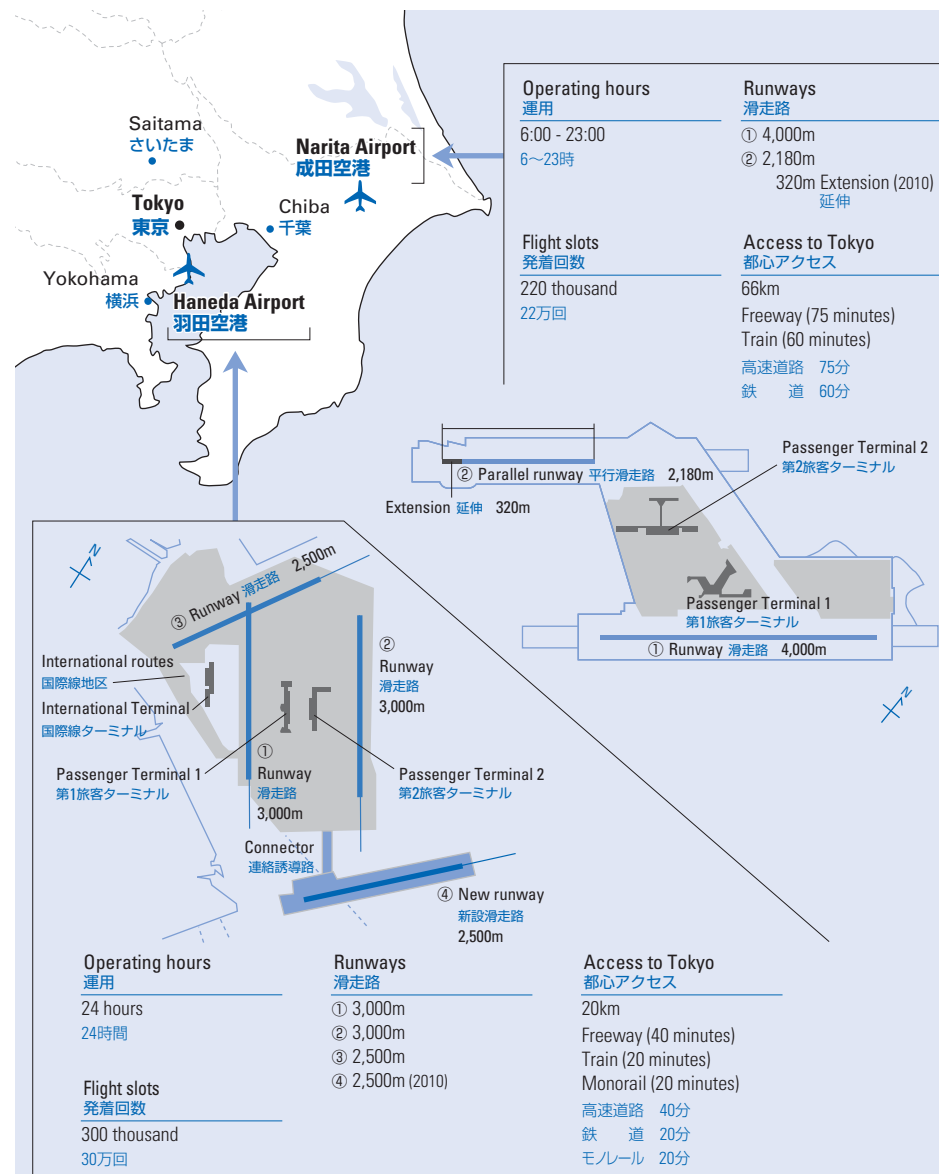 Saitama
さいたま
Narita Airport
成田空港
Tokyo
東京
Chiba
千葉
Yokohama
横浜
Haneda Airport
羽田空港
Operating hours
運用
6:00 - 23:00
6～23時
Runways
滑走路
① 4,000m
② 2,180m
320m Extension (2010)
延伸
Flight slots
発着回数
220 thousand
22万回
Access to Tokyo
都心アクセス
66km
Freeway (75 minutes)
Train (60 minutes)
高速道路 75分
鉄 道 60分
Passenger Terminal 2
第2旅客ターミナル
② Parallel runway 平行滑走路 2,180m
Extension 延伸 320m
Passenger Terminal 1
第1旅客ターミナル
① Runway 滑走路 4,000m
N
N
③ Runway 滑走路 2,500m
② 
Runway
滑走路
3,000m
International routes
国際線地区
International Terminal
国際線ターミナル
Passenger Terminal 1
第1旅客ターミナル
①
Runway
滑走路
3,000m
Passenger Terminal 2
第2旅客ターミナル
Connector
連絡誘導路
④ New runway
新設滑走路
2,500m
Operating hours
運用
24 hours
24時間
Flight slots
発着回数
300 thousand
30万回
Runways
滑走路
① 3,000m
② 3,000m
③ 2,500m
④ 2,500m (2010)
Access to Tokyo
都心アクセス
20km
Freeway (40 minutes)
Train (20 minutes)
Monorail (20 minutes)
高速道路 40分
鉄 道 20分
モノレール 20分